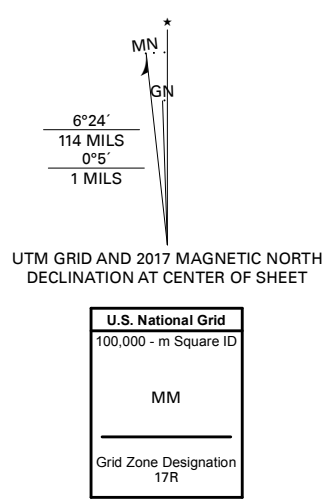 ★
MN
GN
6°24´
114 MILS
0°5´
1 MILS
UTM GRID AND 2017 MAGNETIC NORTH
DECLINATION AT CENTER OF SHEET
U.S. National Grid
100,000 - m Square ID
MM
Grid Zone Designation
17R